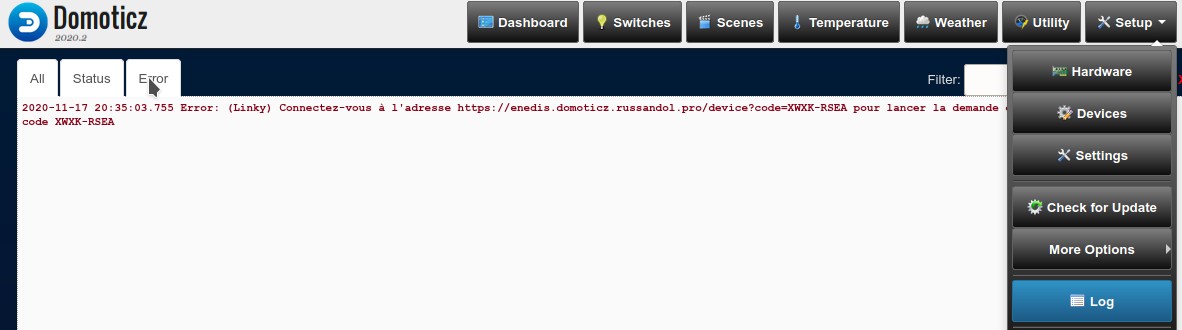 Domoticz
2020.2
Dashboard
Switches
Scenes
Temperature
Weather
Utility
Setup
All
Status
Error
Filter:
2020-11-17 20:35:03.755 Error: (Linky) Connectez-vous à l'adresse https://enedis.domoticz.russandol.pro/device?code=XWXK-RSEA pour lancer la demande
code XWXK-RSEA
Hardware
Devices
Settings
Check for Update
More Options
Log